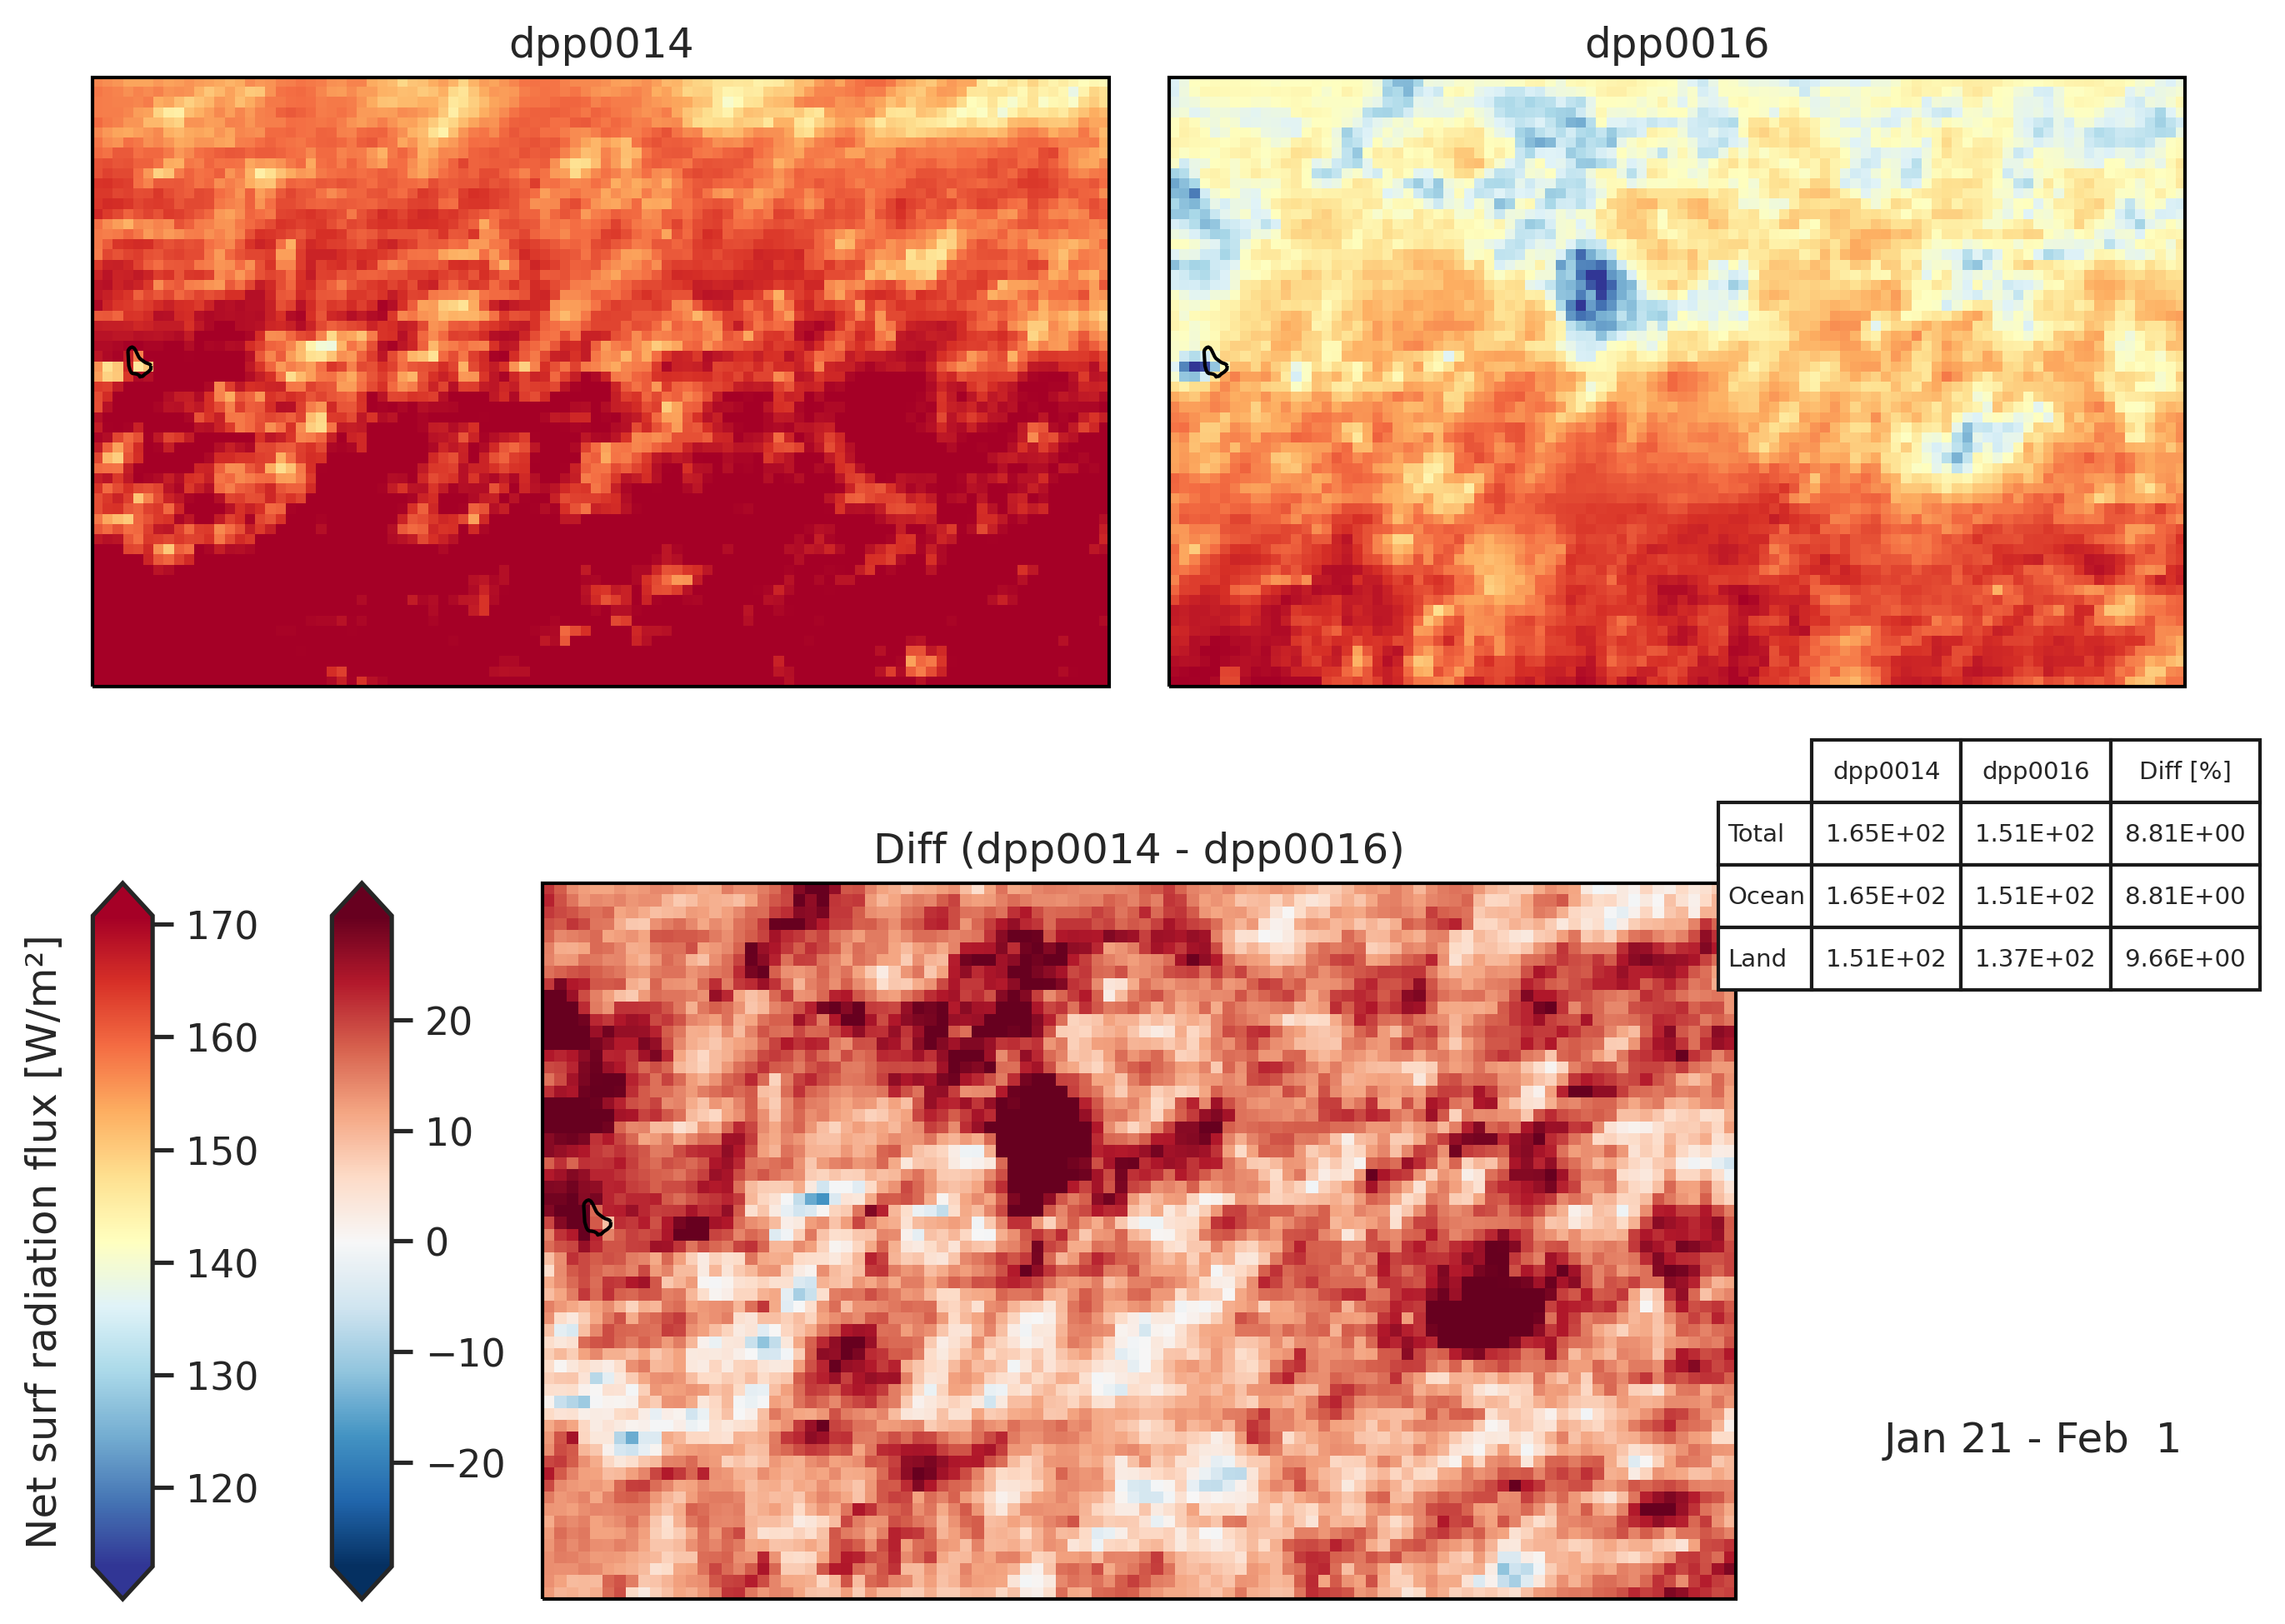 dpp0014
dpp0016
dpp0014 dpp0016 Diff [%]
Total 1.65E+02 1.51E+02 8.81E+00
Ocean 1.65E+02 1.51E+02 8.81E+00
Land 1.51E+02 1.37E+02 9.66E+00
Diff (dpp0014 - dpp0016)
Net surf radiation flux [W/m²]
170
160
150
140
130
120
20
10
0
−10
−20
Jan 21 - Feb  1